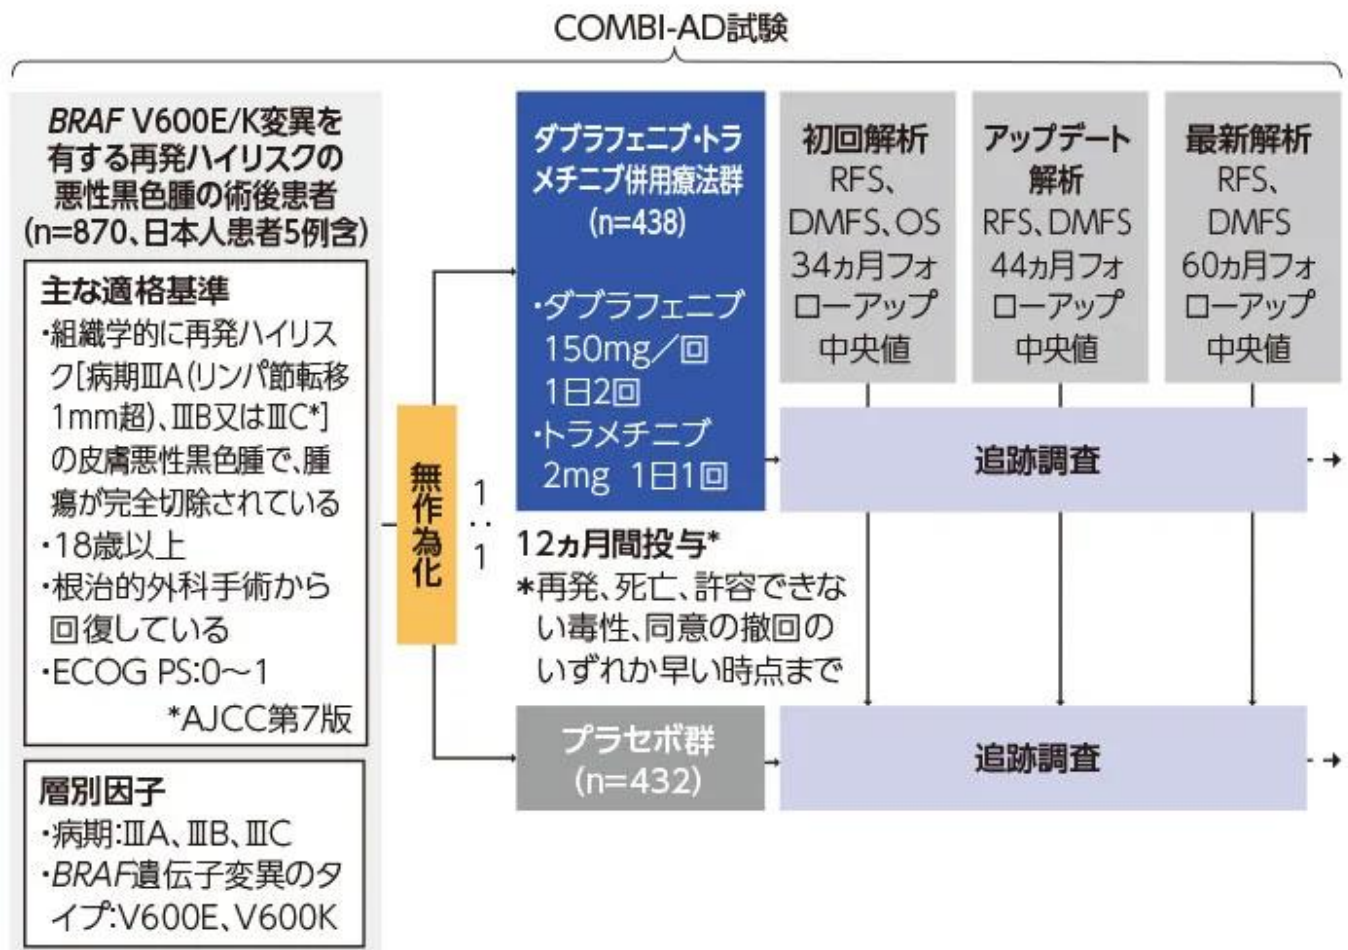 COMBI-AD試験
BRAF V600E/K変異を
有する再発ハイリスクの
悪性黒色腫の術後患者
(n=870、日本人患者5例含)
主な適格基準
・組織学的に再発ハイリス
ク[病期ⅢA(リンパ節転移
1mm超)、ⅢB又はⅢC*]
の皮膚悪性黒色腫で、腫
瘍が完全切除されている
・18歳以上
・根治的外科手術から
回復している
・ECOG PS:0～1
*AJCC第7版
層別因子
・病期:ⅢA、ⅢB、ⅢC
・BRAF遺伝子変異のタ
イプ:V600E、V600K
無作為化
1
:
1
ダブラフェニブ・トラ
メチニブ併用療法群
(n=438)
・ダブラフェニブ
150mg／回
1日2回
・トラメチニブ
2mg 1日1回
12ヵ月間投与*
*再発、死亡、許容できな
い毒性、同意の撤回の
いずれか早い時点まで
プラセボ群
(n=432)
初回解析
RFS、
DMFS、OS
34ヵ月フォ
ローアップ
中央値
アップデート
解析
RFS、DMFS
44ヵ月フォ
ローアップ
中央値
最新解析
RFS、
DMFS
60ヵ月フォ
ローアップ
中央値
追跡調査
追跡調査